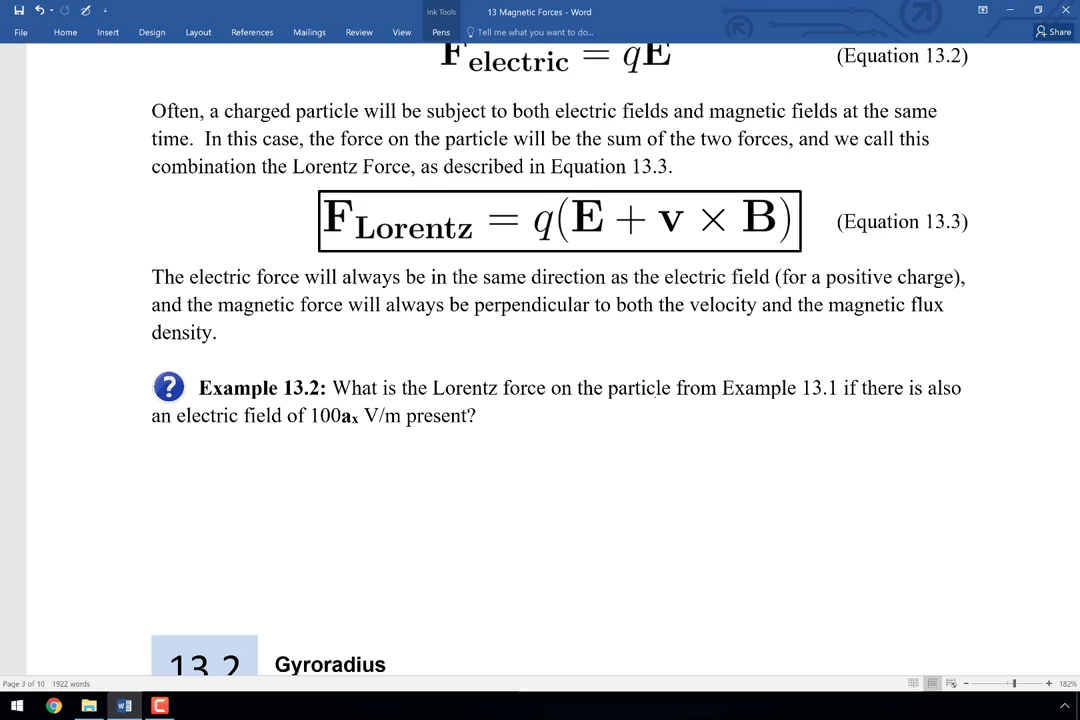 Ink Tools
13 Magnetic Forces - Word
File Home Insert Design Layout References Mailings Review View Pens Tell me what you want to do... Share
F electric = qE (Equation 13.2)
Often, a charged particle will be subject to both electric fields and magnetic fields at the same
time. In this case, the force on the particle will be the sum of the two forces, and we call this
combination the Lorentz Force, as described in Equation 13.3.
F Lorentz = q(E + v × B) (Equation 13.3)
The electric force will always be in the same direction as the electric field (for a positive charge),
and the magnetic force will always be perpendicular to both the velocity and the magnetic flux
density.
? Example 13.2: What is the Lorentz force on the particle from Example 13.1 if there is also
an electric field of 100aₓ V/m present?
13.2 Gyroradius
Page 3 of 10 1922 words 182%